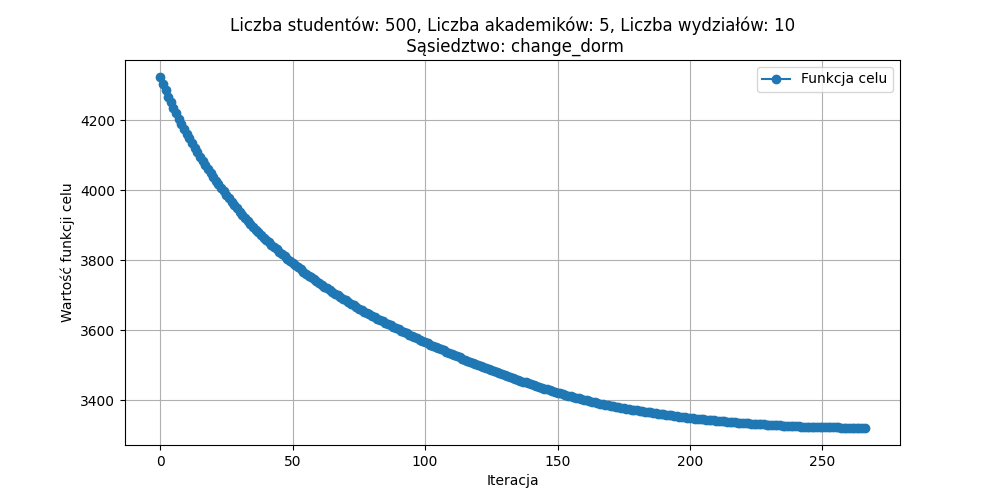 Liczba studentów: 500, Liczba akademików: 5, Liczba wydziałów: 10
Sąsiedztwo: change_dorm
Funkcja celu
Wartość funkcji celu
4200
4000
3800
3600
3400
0 50 100 150 200 250
Iteracja